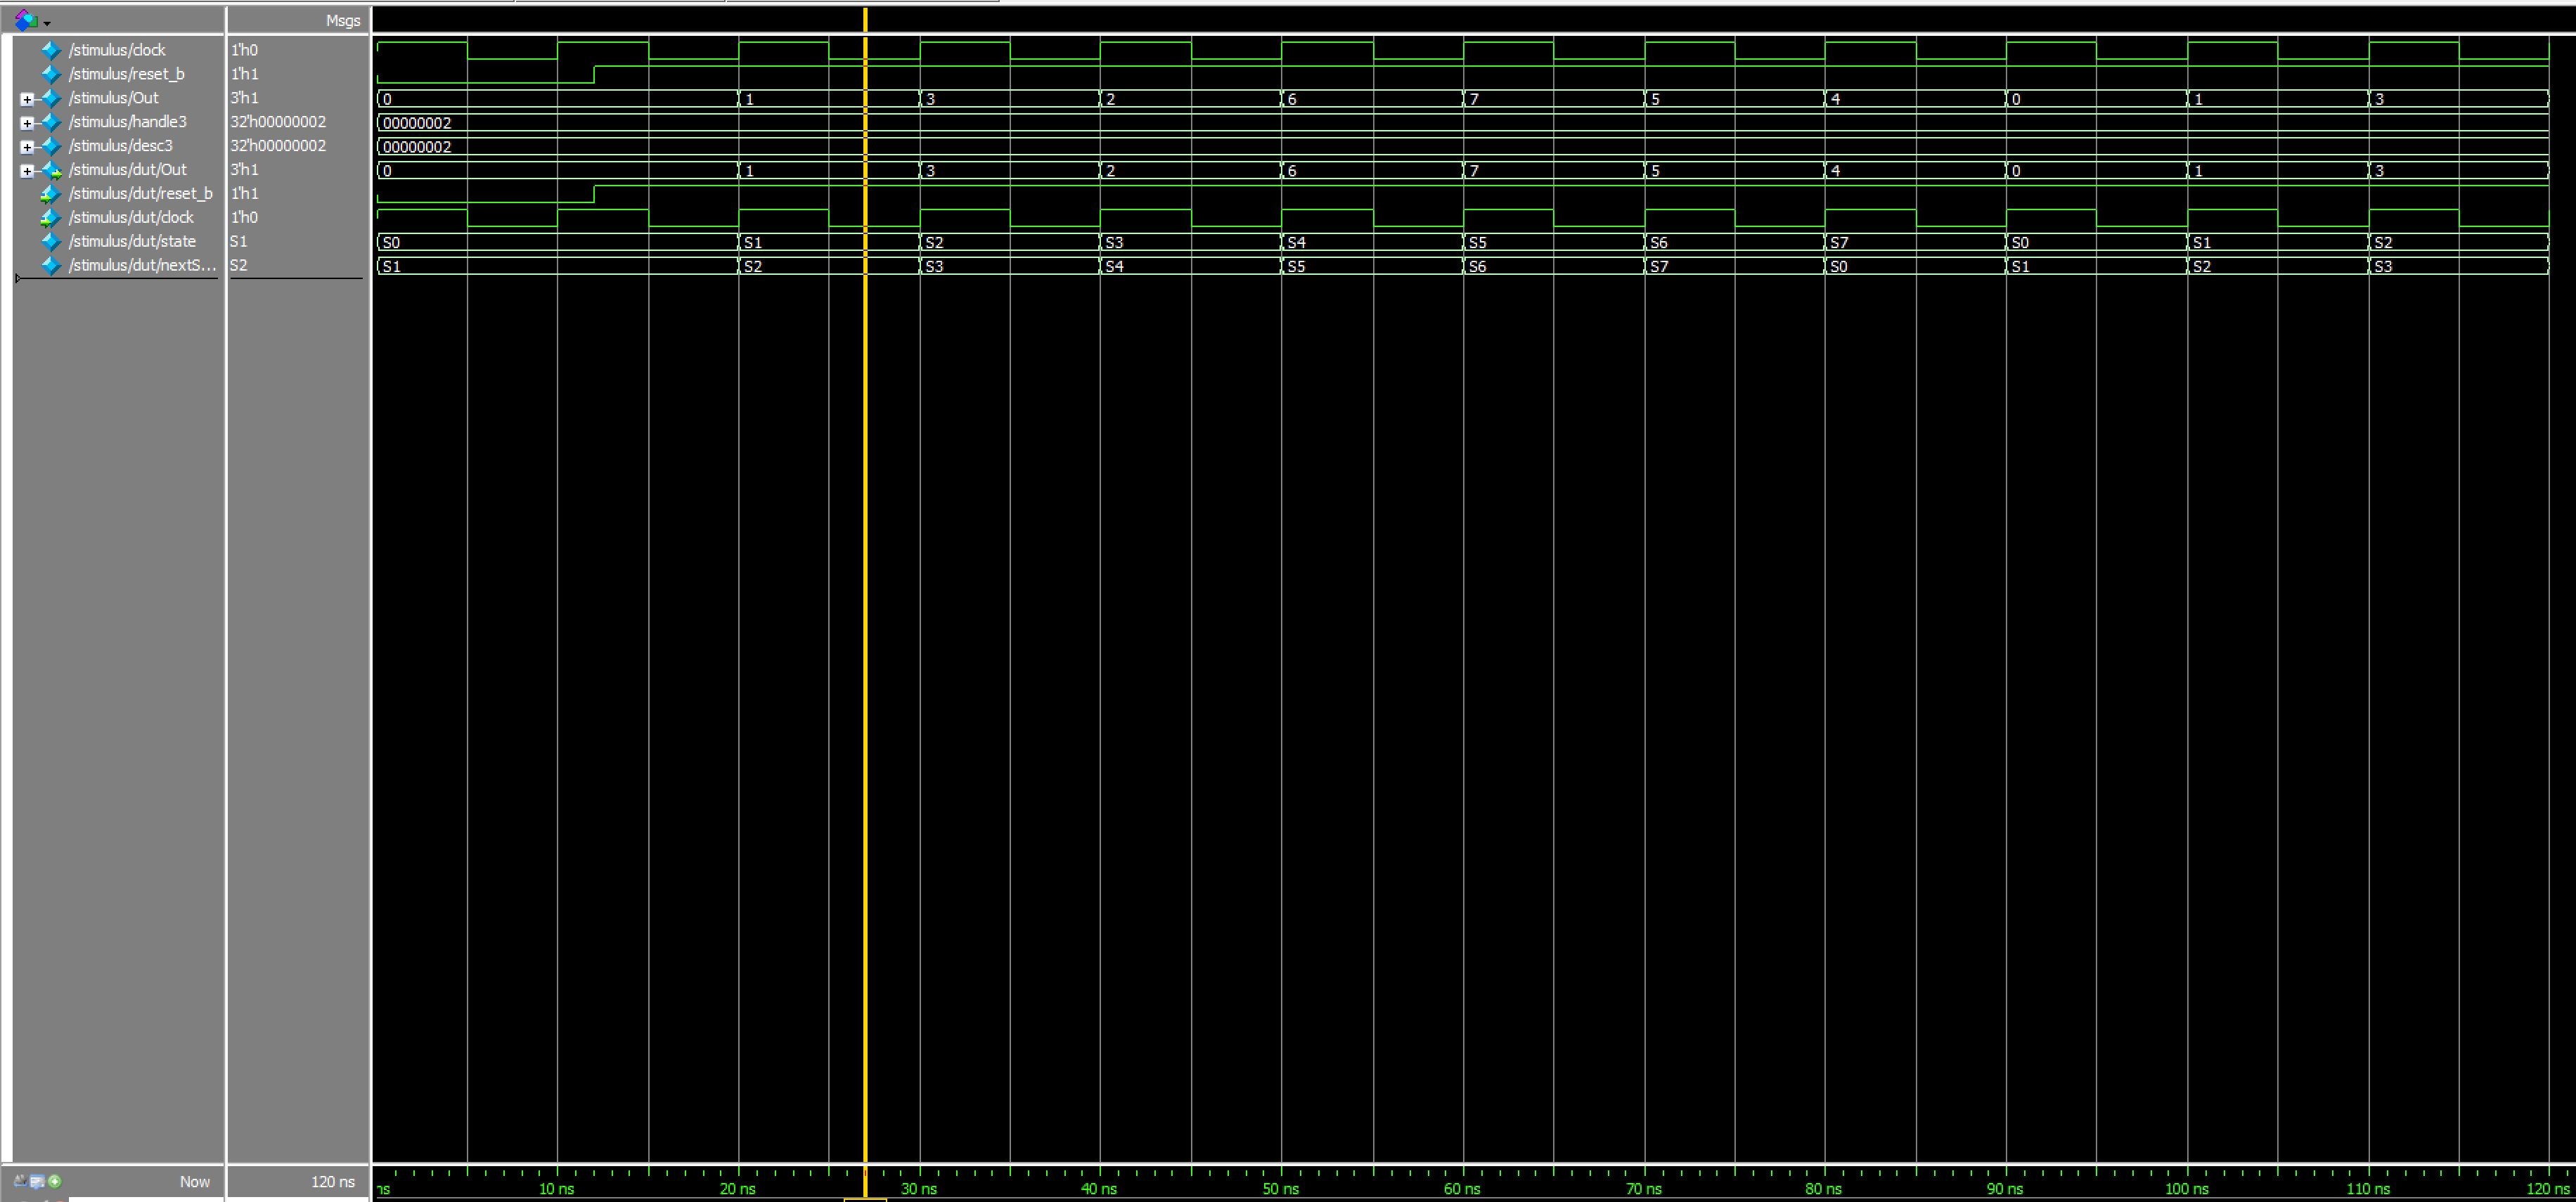 Msgs
/stimulus/clock 1'h0
/stimulus/reset_b 1'h1
/stimulus/Out 3'h1 0 1 3 2 6 7 5 4 0 1 3
/stimulus/handle3 32'h00000002 00000002
/stimulus/desc3 32'h00000002 00000002
/stimulus/dut/Out 3'h1 0 1 3 2 6 7 5 4 0 1 3
/stimulus/dut/reset_b 1'h1
/stimulus/dut/clock 1'h0
/stimulus/dut/state S1 S0 S1 S2 S3 S4 S5 S6 S7 S0 S1 S2
/stimulus/dut/nextS... S2 S1 S2 S3 S4 S5 S6 S7 S0 S1 S2 S3
Now 120 ns ns 10 ns 20 ns 30 ns 40 ns 50 ns 60 ns 70 ns 80 ns 90 ns 100 ns 110 ns 120 ns